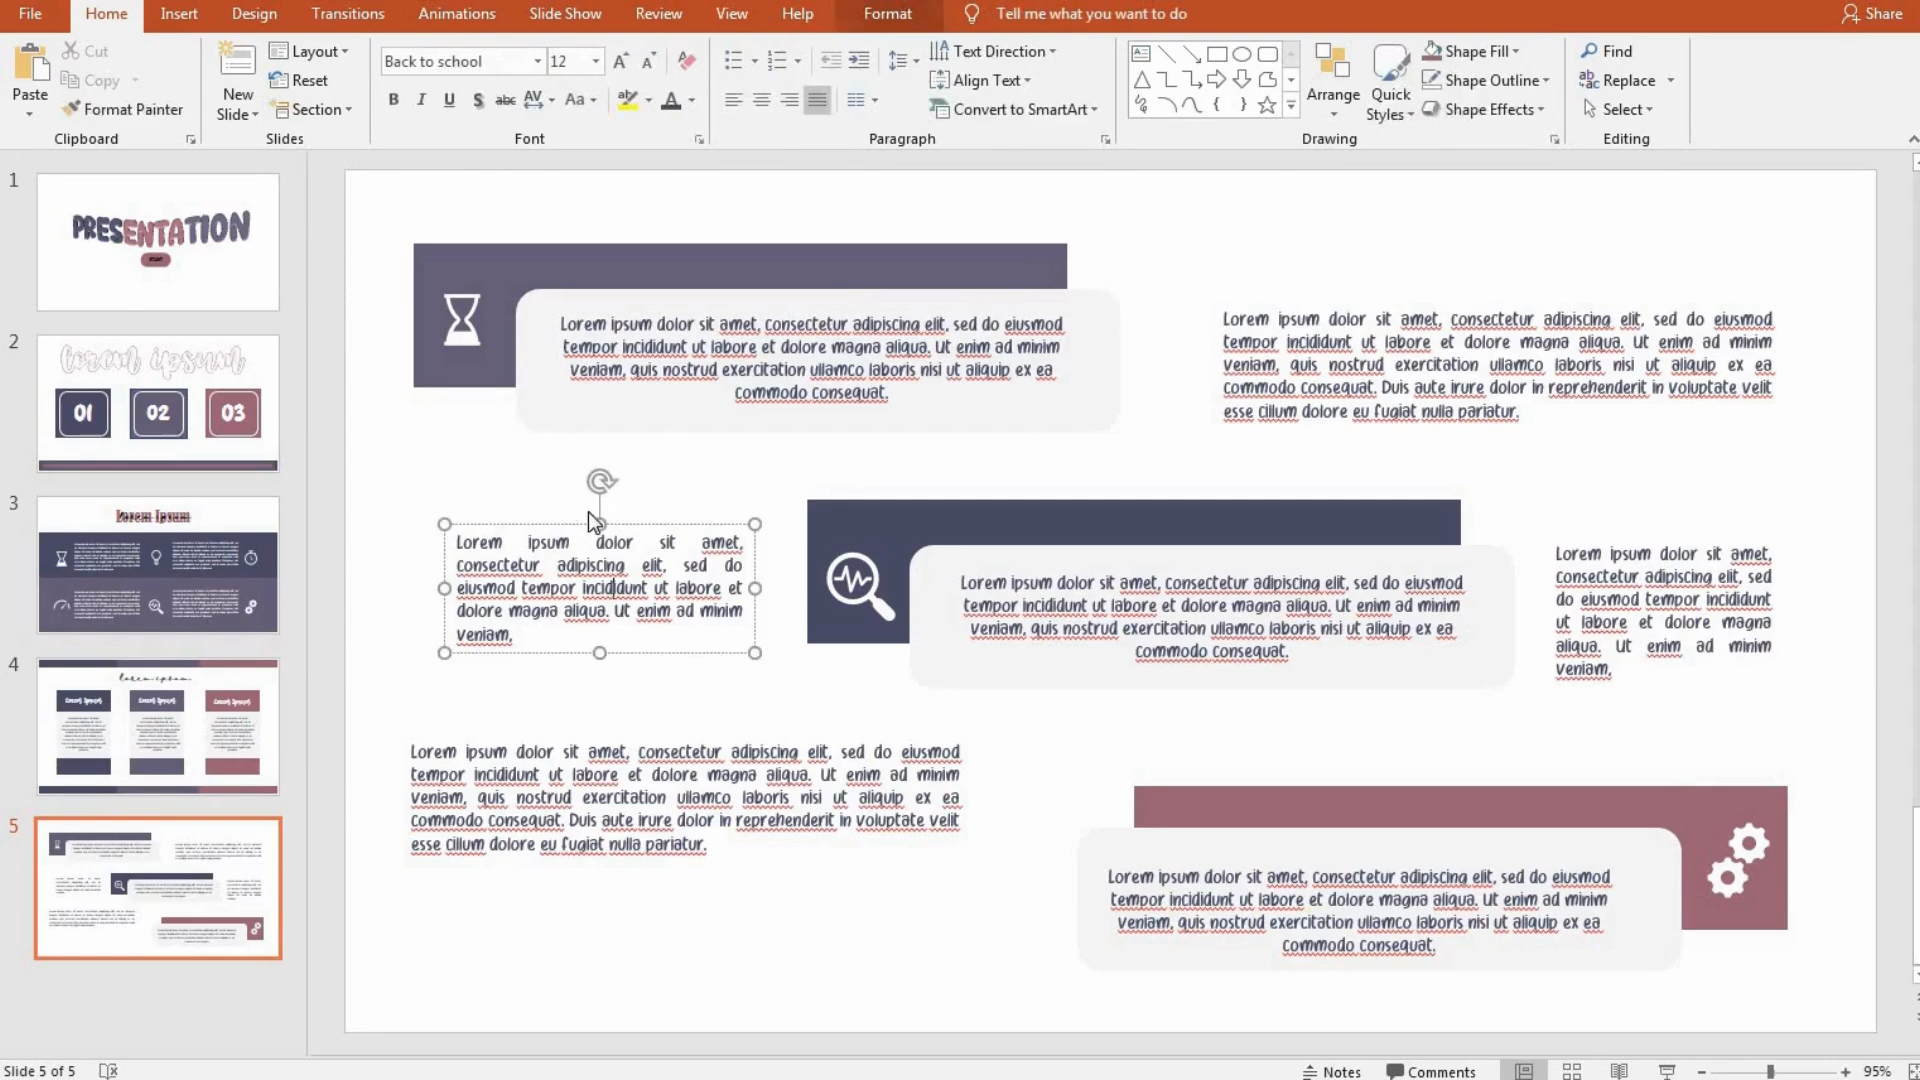 File Home Insert Design Transitions Animations Slide Show Review View Help Format Tell me what you want to do Share
Paste
Cut
Copy
Format Painter
Clipboard
New Slide
Layout
Reset
Section
Slides
Back to school 12
B I U S abc AV Aa A
Font
Text Direction
Align Text
Convert to SmartArt
Paragraph
Arrange
Quick Styles
Shape Fill
Shape Outline
Shape Effects
Drawing
Find
Replace
Select
Editing
1
PRESENTATION
2
lorem ipsum
01 02 03
3
Lorem Ipsum
4
lorem ipsum
Lorem Ipsum Lorem Ipsum Lorem Ipsum
5
Lorem ipsum dolor sit amet, consectetur adipiscing elit, sed do eiusmod
tempor incididunt ut labore et dolore magna aliqua. Ut enim ad minim
veniam, quis nostrud exercitation ullamco laboris nisi ut aliquip ex ea
commodo consequat.
Lorem ipsum dolor sit amet, consectetur adipiscing elit, sed do eiusmod
tempor incididunt ut labore et dolore magna aliqua. Ut enim ad minim
veniam, quis nostrud exercitation ullamco laboris nisi ut aliquip ex ea
commodo consequat. Duis aute irure dolor in reprehenderit in voluptate velit
esse cillum dolore eu fugiat nulla pariatur.
Lorem ipsum dolor sit amet,
consectetur adipiscing elit, sed do
eiusmod tempor incididunt ut labore et
dolore magna aliqua. Ut enim ad minim
veniam,
Lorem ipsum dolor sit amet, consectetur adipiscing elit, sed do eiusmod
tempor incididunt ut labore et dolore magna aliqua. Ut enim ad minim
veniam, quis nostrud exercitation ullamco laboris nisi ut aliquip ex ea
commodo consequat.
Lorem ipsum dolor sit amet,
consectetur adipiscing elit, sed
do eiusmod tempor incididunt
ut labore et dolore magna
aliqua. Ut enim ad minim
veniam,
Lorem ipsum dolor sit amet, consectetur adipiscing elit, sed do eiusmod
tempor incididunt ut labore et dolore magna aliqua. Ut enim ad minim
veniam, quis nostrud exercitation ullamco laboris nisi ut aliquip ex ea
commodo consequat. Duis aute irure dolor in reprehenderit in voluptate velit
esse cillum dolore eu fugiat nulla pariatur.
Lorem ipsum dolor sit amet, consectetur adipiscing elit, sed do eiusmod
tempor incididunt ut labore et dolore magna aliqua. Ut enim ad minim
veniam, quis nostrud exercitation ullamco laboris nisi ut aliquip ex ea
commodo consequat.
Slide 5 of 5 Notes Comments 95%